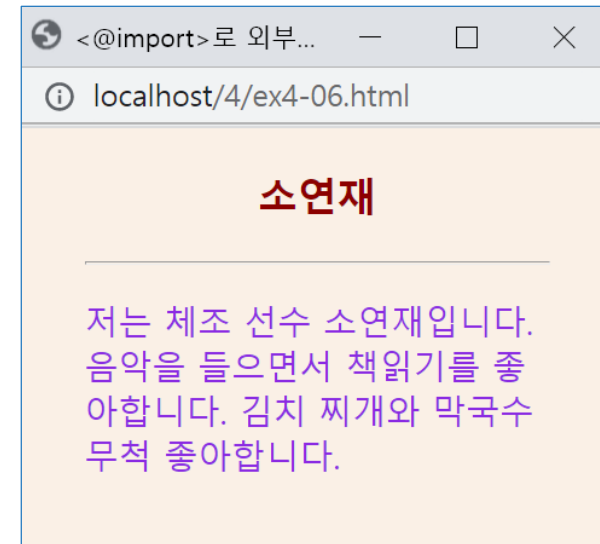 <@import>로 외부...
localhost/4/ex4-06.html
소연재
저는 체조 선수 소연재입니다.
음악을 들으면서 책읽기를 좋
아합니다. 김치 찌개와 막국수
무척 좋아합니다.